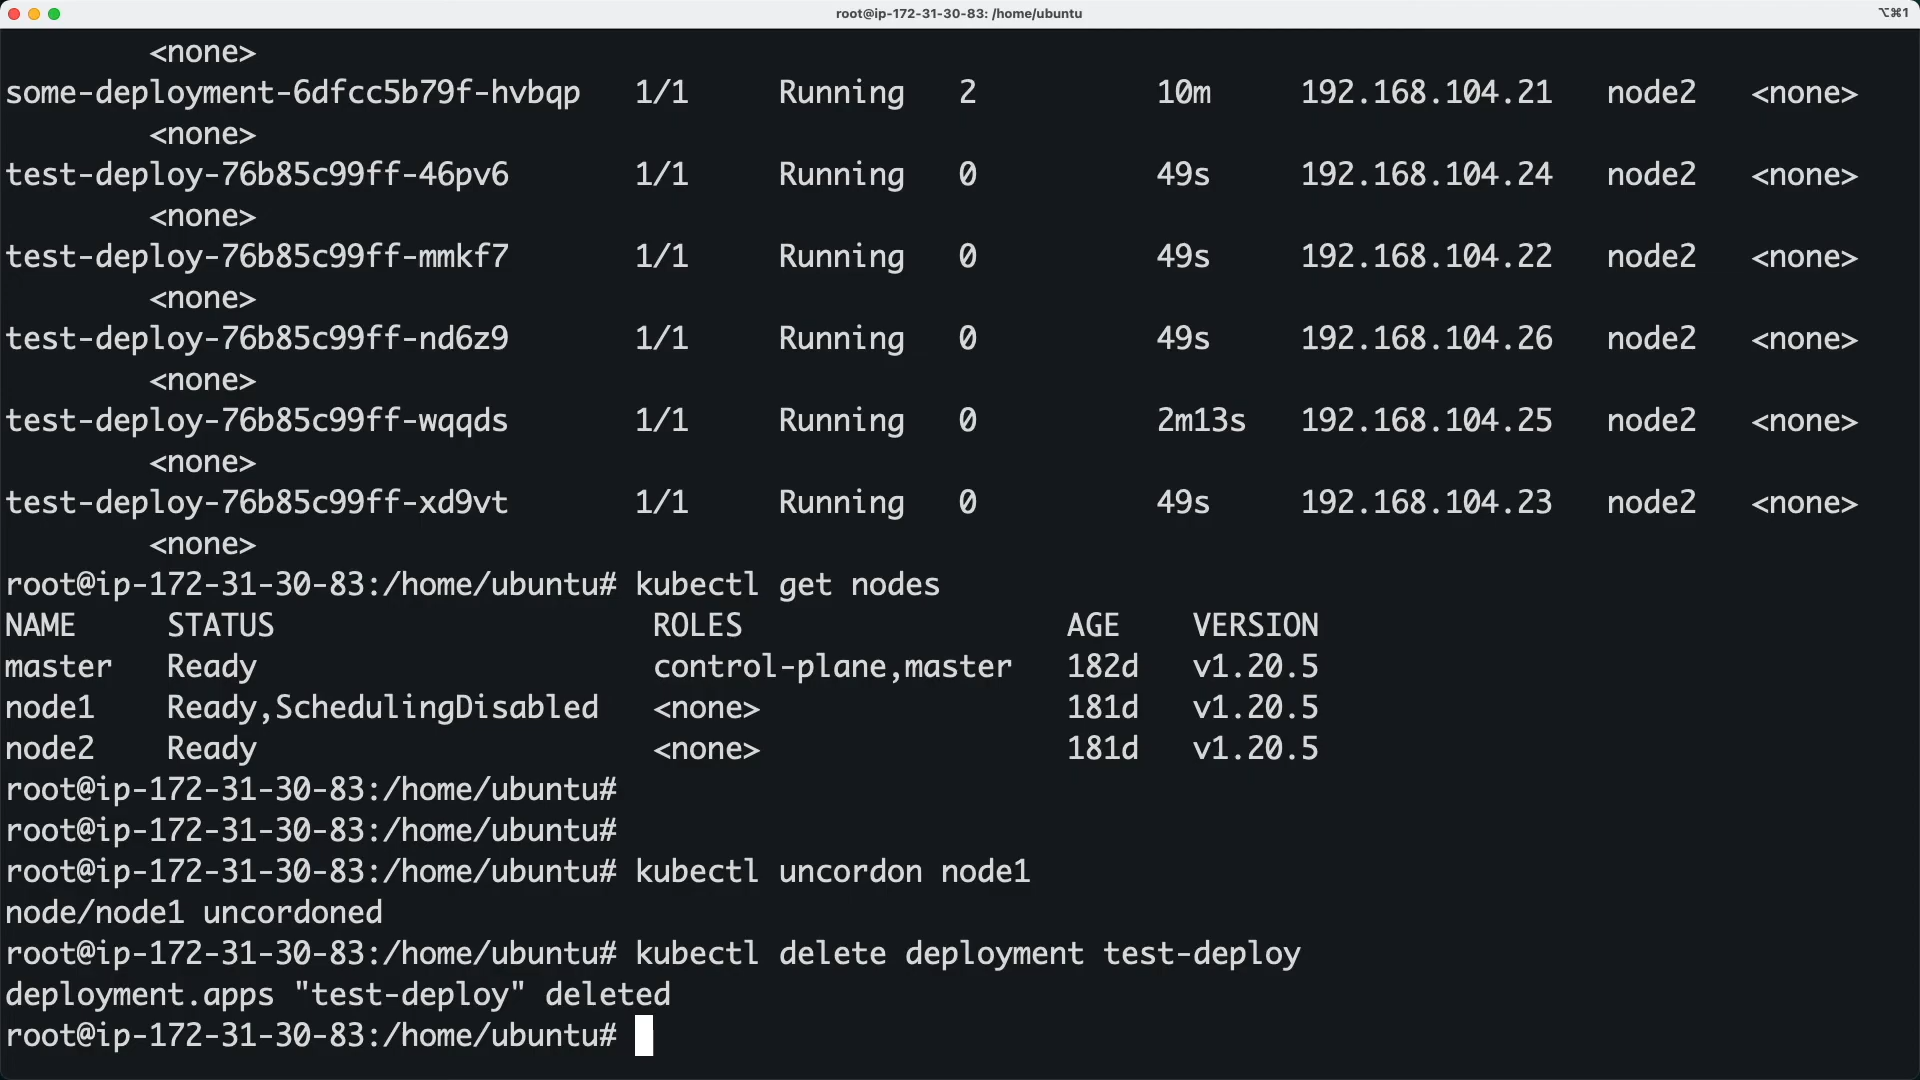 root@ip-172-31-30-83: /home/ubuntu
⌥⌘1
<none>
some-deployment-6dfcc5b79f-hvbqp 1/1 Running 2 10m 192.168.104.21 node2 <none>
<none>
test-deploy-76b85c99ff-46pv6 1/1 Running 0 49s 192.168.104.24 node2 <none>
<none>
test-deploy-76b85c99ff-mmkf7 1/1 Running 0 49s 192.168.104.22 node2 <none>
<none>
test-deploy-76b85c99ff-nd6z9 1/1 Running 0 49s 192.168.104.26 node2 <none>
<none>
test-deploy-76b85c99ff-wqqds 1/1 Running 0 2m13s 192.168.104.25 node2 <none>
<none>
test-deploy-76b85c99ff-xd9vt 1/1 Running 0 49s 192.168.104.23 node2 <none>
<none>
root@ip-172-31-30-83:/home/ubuntu# kubectl get nodes
NAME STATUS ROLES AGE VERSION
master Ready control-plane,master 182d v1.20.5
node1 Ready,SchedulingDisabled <none> 181d v1.20.5
node2 Ready <none> 181d v1.20.5
root@ip-172-31-30-83:/home/ubuntu#
root@ip-172-31-30-83:/home/ubuntu#
root@ip-172-31-30-83:/home/ubuntu# kubectl uncordon node1
node/node1 uncordoned
root@ip-172-31-30-83:/home/ubuntu# kubectl delete deployment test-deploy
deployment.apps "test-deploy" deleted
root@ip-172-31-30-83:/home/ubuntu#